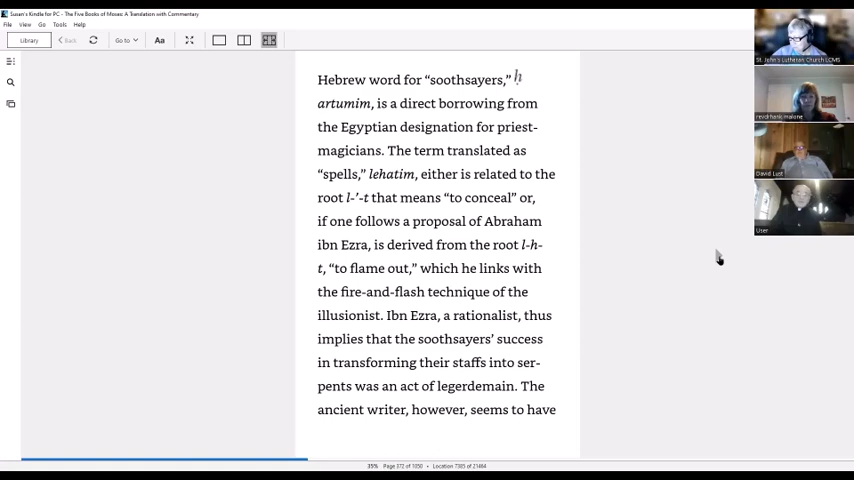 Susan's Kindle for PC - The Five Books of Moses: A Translation with Commentary
File View Go Tools Help
Library Back Go to Aa
Hebrew word for “soothsayers,” ḥ
artumim, is a direct borrowing from
the Egyptian designation for priest-
magicians. The term translated as
“spells,” lehatim, either is related to the
root l-’-t that means “to conceal” or,
if one follows a proposal of Abraham
ibn Ezra, is derived from the root l-h-
t, “to flame out,” which he links with
the fire-and-flash technique of the
illusionist. Ibn Ezra, a rationalist, thus
implies that the soothsayers’ success
in transforming their staffs into ser-
pents was an act of legerdemain. The
ancient writer, however, seems to have
35% Page 372 of 1050 • Location 7385 of 21484
St. John's Lutheran Church LCMS
revdrhank malone
David Lust
User